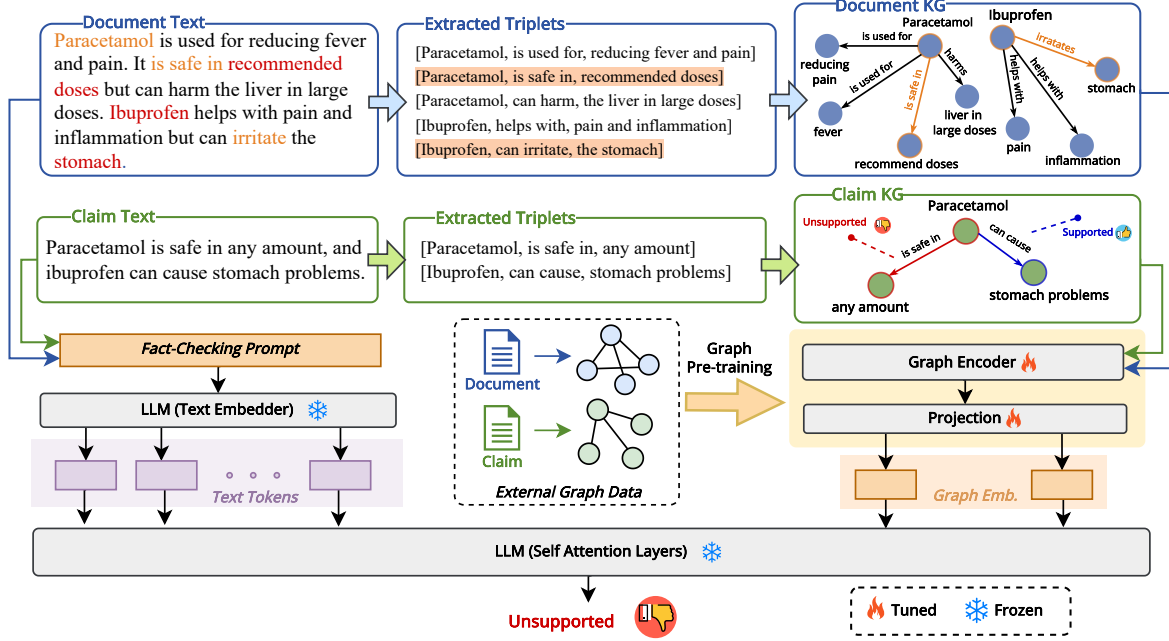 Document Text
Paracetamol is used for reducing fever
and pain. It is safe in recommended
doses but can harm the liver in large
doses. Ibuprofen helps with pain and
inflammation but can irritate the
stomach.
Extracted Triplets
[Paracetamol, is used for, reducing fever and pain]
[Paracetamol, is safe in, recommended doses]
[Paracetamol, can harm, the liver in large doses]
[Ibuprofen, helps with, pain and inflammation]
[Ibuprofen, can irritate, the stomach]
Document KG
Paracetamol
Ibuprofen
is used for
irratates
reducing
pain
is used for
is safe in
harms
helps with
helps with
stomach
fever
liver in
large doses
recommend doses
pain
inflammation
Claim Text
Paracetamol is safe in any amount, and
ibuprofen can cause stomach problems.
Extracted Triplets
[Paracetamol, is safe in, any amount]
[Ibuprofen, can cause, stomach problems]
Claim KG
Paracetamol
Unsupported
Supported
is safe in
can cause
any amount
stomach problems
Fact-Checking Prompt
LLM (Text Embedder)
Text Tokens
Document
Claim
External Graph Data
Graph
Pre-training
Graph Encoder
Projection
Graph Emb.
LLM (Self Attention Layers)
Unsupported
Tuned
Frozen